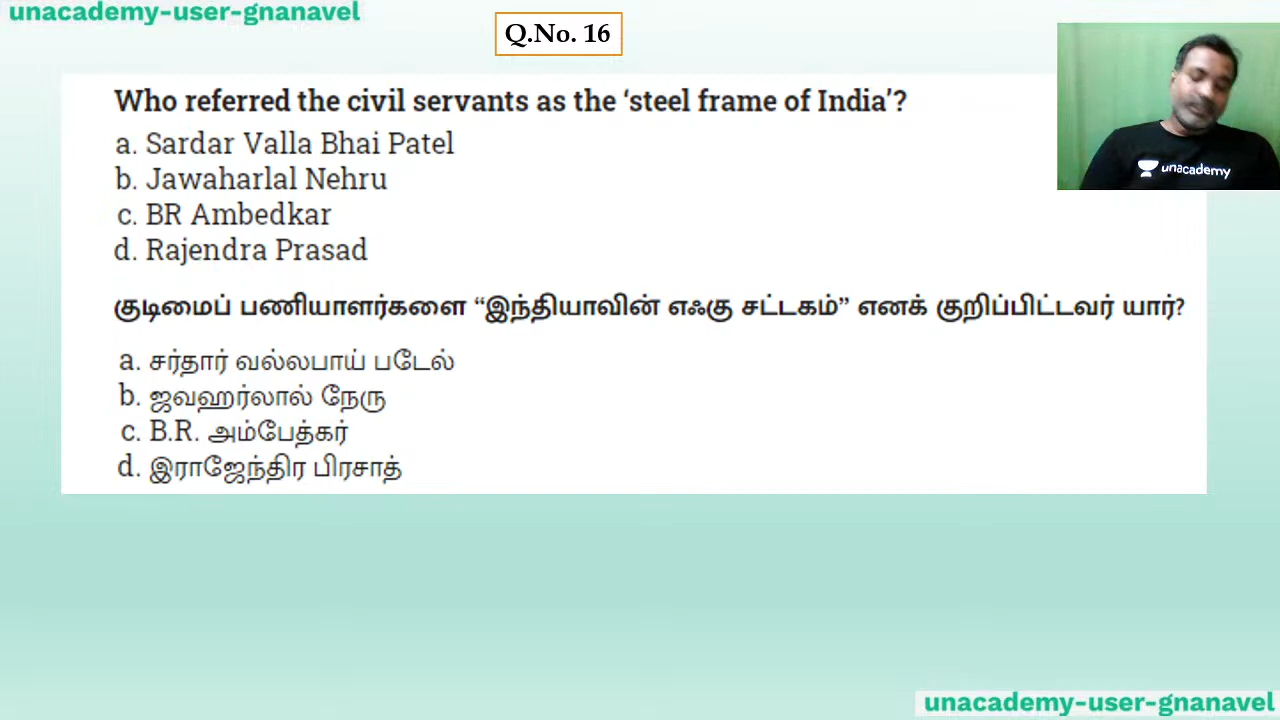 unacademy-user-gnanavel
Q.No. 16
Who referred the civil servants as the ‘steel frame of India’?
a. Sardar Valla Bhai Patel
b. Jawaharlal Nehru
c. BR Ambedkar
d. Rajendra Prasad
குடிமைப் பணியாளர்களை “இந்தியாவின் எஃகு சட்டகம்” எனக் குறிப்பிட்டவர் யார்?
a. சர்தார் வல்லபாய் படேல்
b. ஜவஹர்லால் நேரு
c. B.R. அம்பேத்கர்
d. இராஜேந்திர பிரசாத்
unacademy
unacademy-user-gnanavel